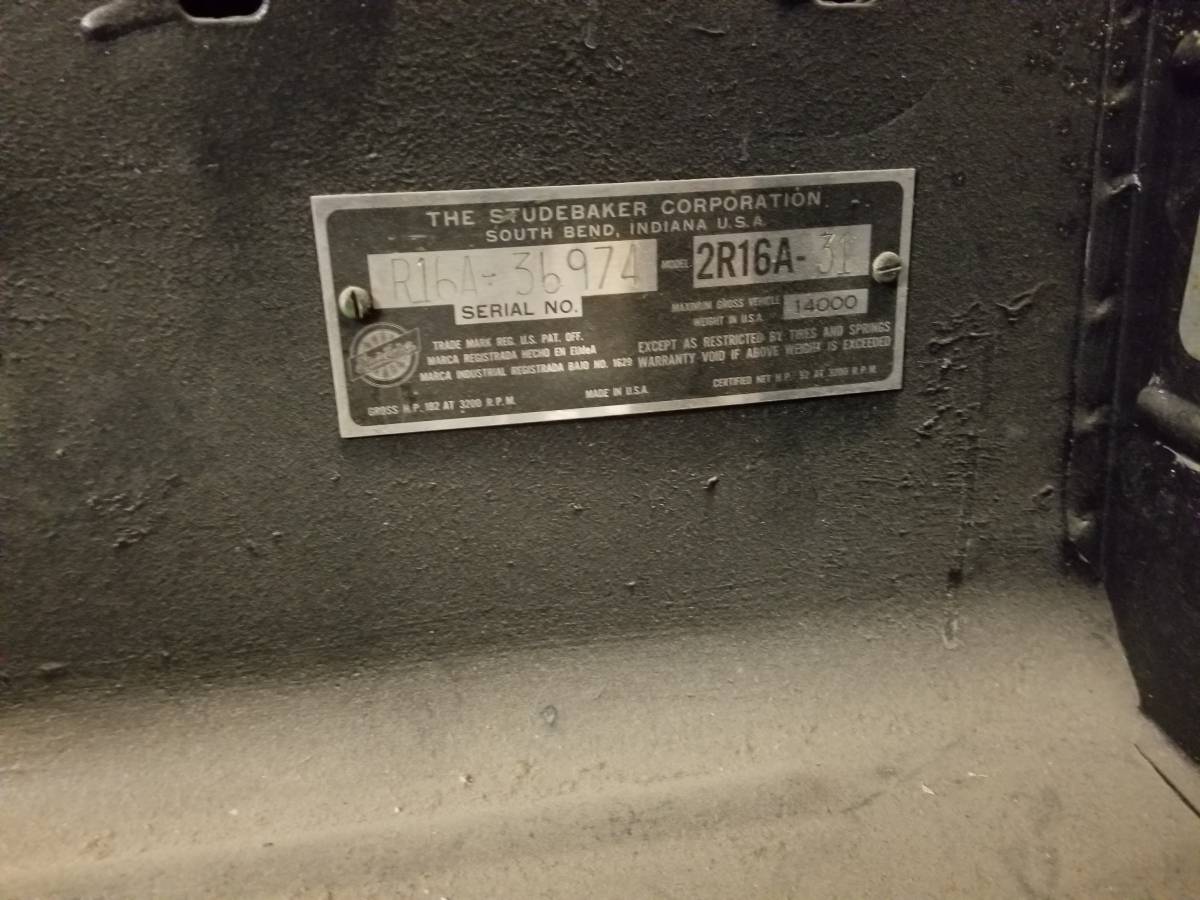 THE STUDEBAKER CORPORATION
SOUTH BEND, INDIANA U.S.A.
R16A-36974 MODEL 2R16A-31
SERIAL NO.
MAXIMUM GROSS VEHICLE WEIGHT IN U.S.A. 14000
TRADE MARK REG. U.S. PAT. OFF.
MARCA REGISTRADA HECHO EN EUMeA
MARCA INDUSTRIAL REGISTRADA BAJO NO. 1629
EXCEPT AS RESTRICTED BY TIRES AND SPRINGS
WARRANTY VOID IF ABOVE WEIGHT IS EXCEEDED
GROSS H.P. 102 AT 3200 R.P.M.
MADE IN U.S.A.
CERTIFIED NET H.P. 92 AT 3200 R.P.M.